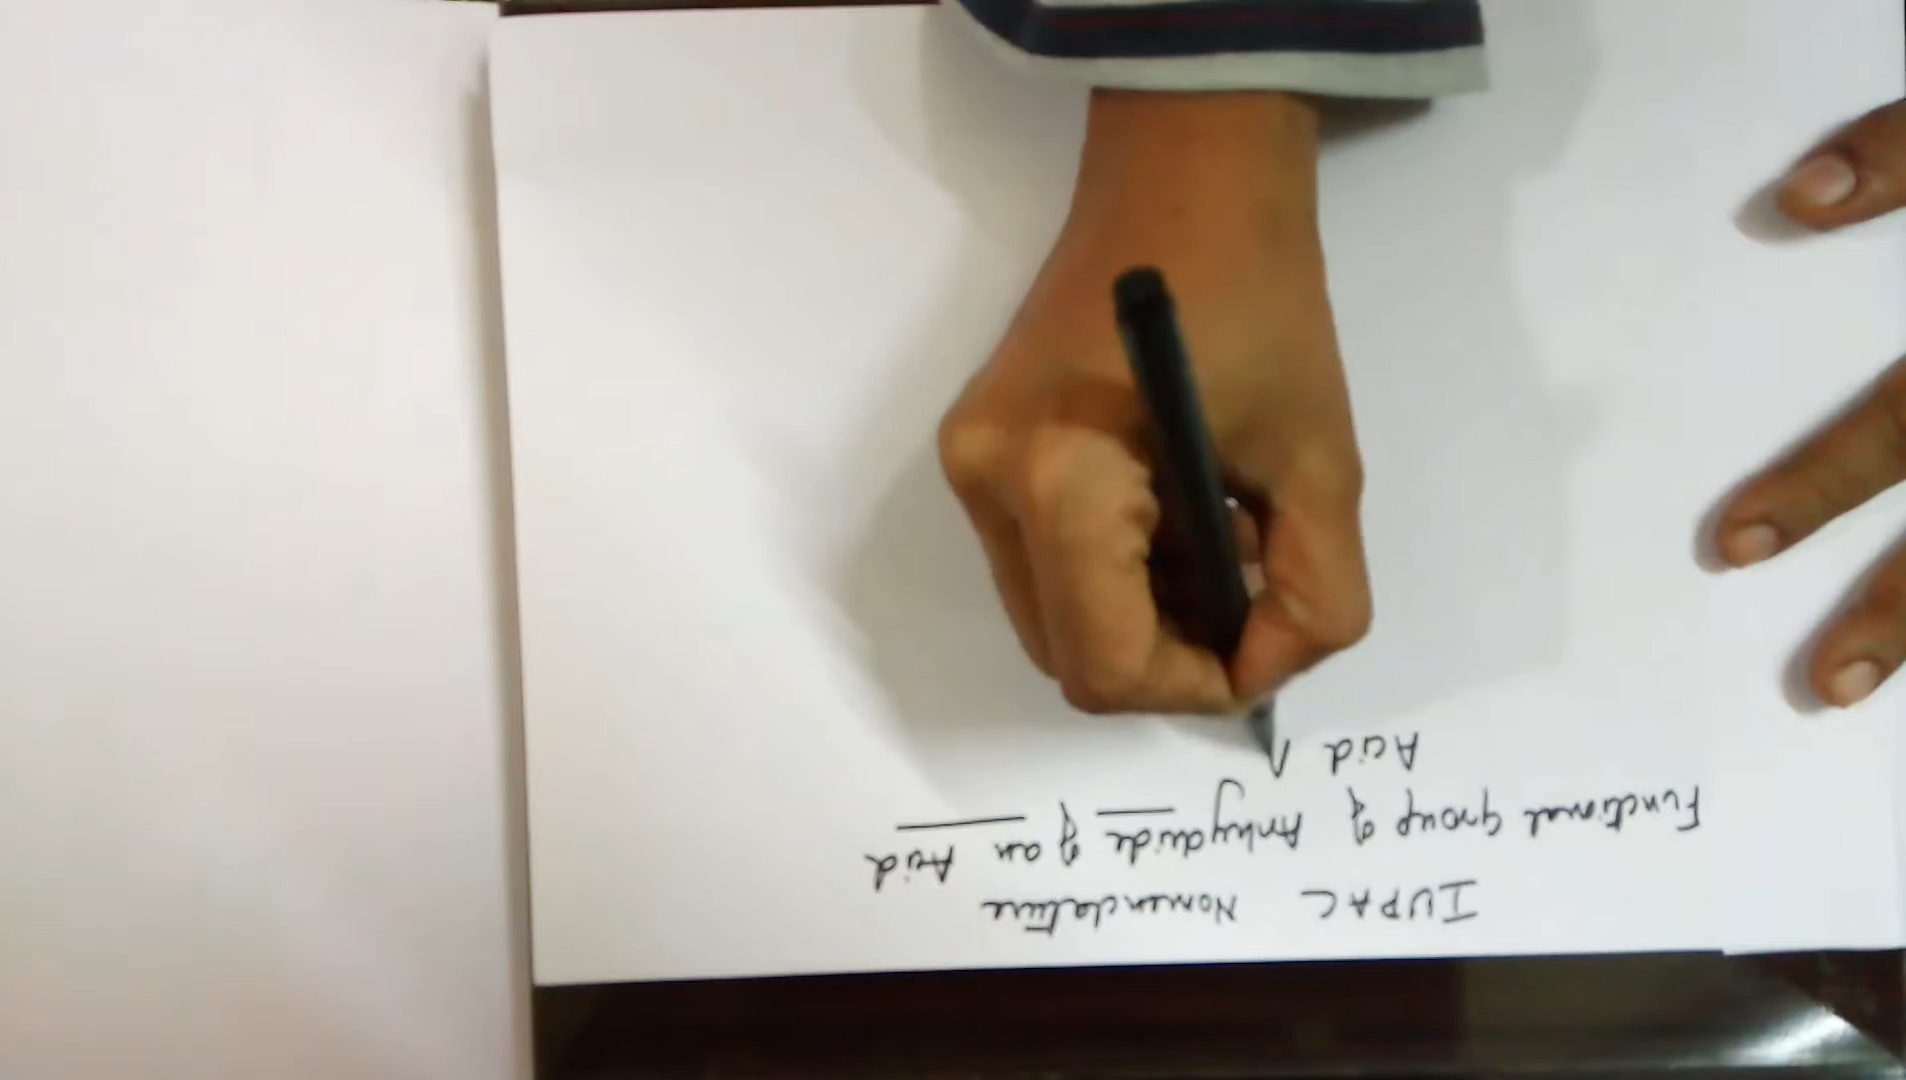 IUPAC Nomenclature
Functional group of Anhydride of an Acid
Acid